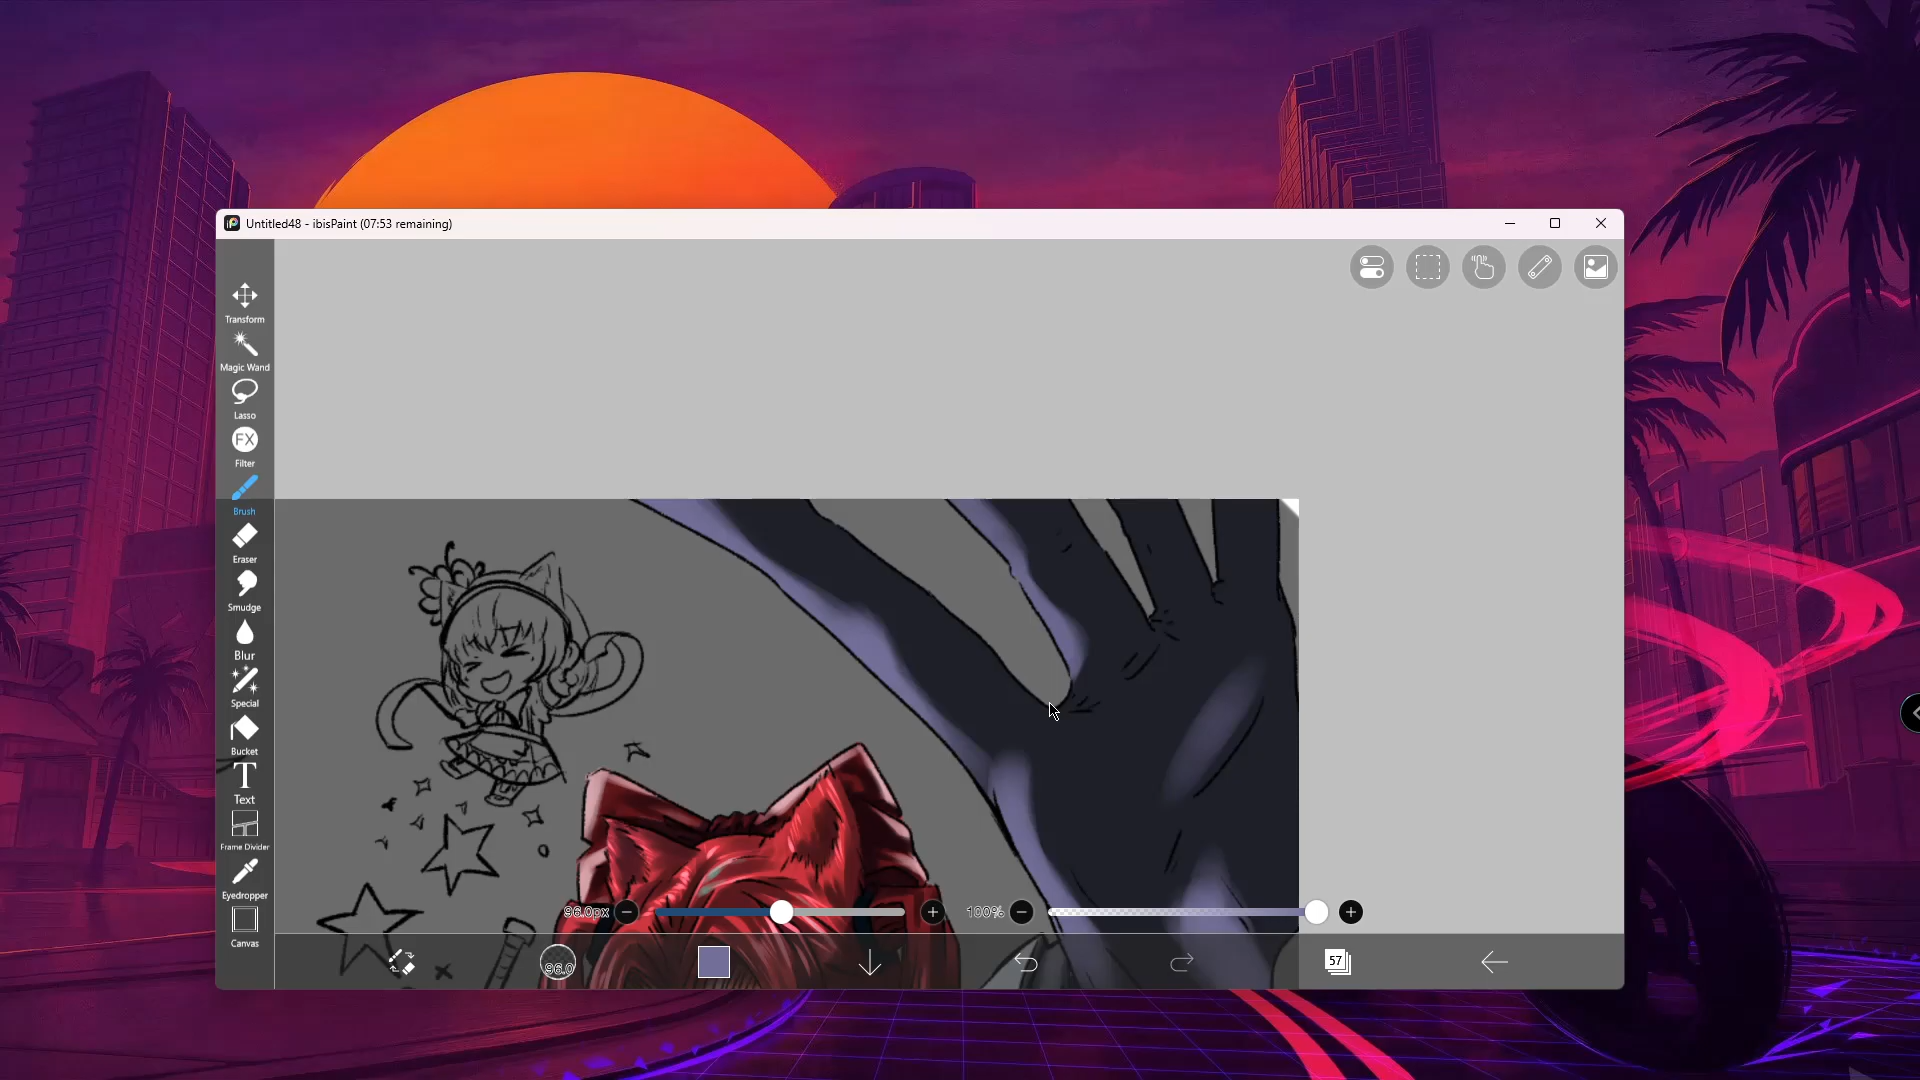 Untitled48 - ibisPaint (07:53 remaining)
Transform
Magic Wand
Lasso
FX
Filter
Brush
Eraser
Smudge
Blur
Special
Bucket
T
Text
Frame Divider
Eyedropper
Canvas
96.0px
100%
96.0
57